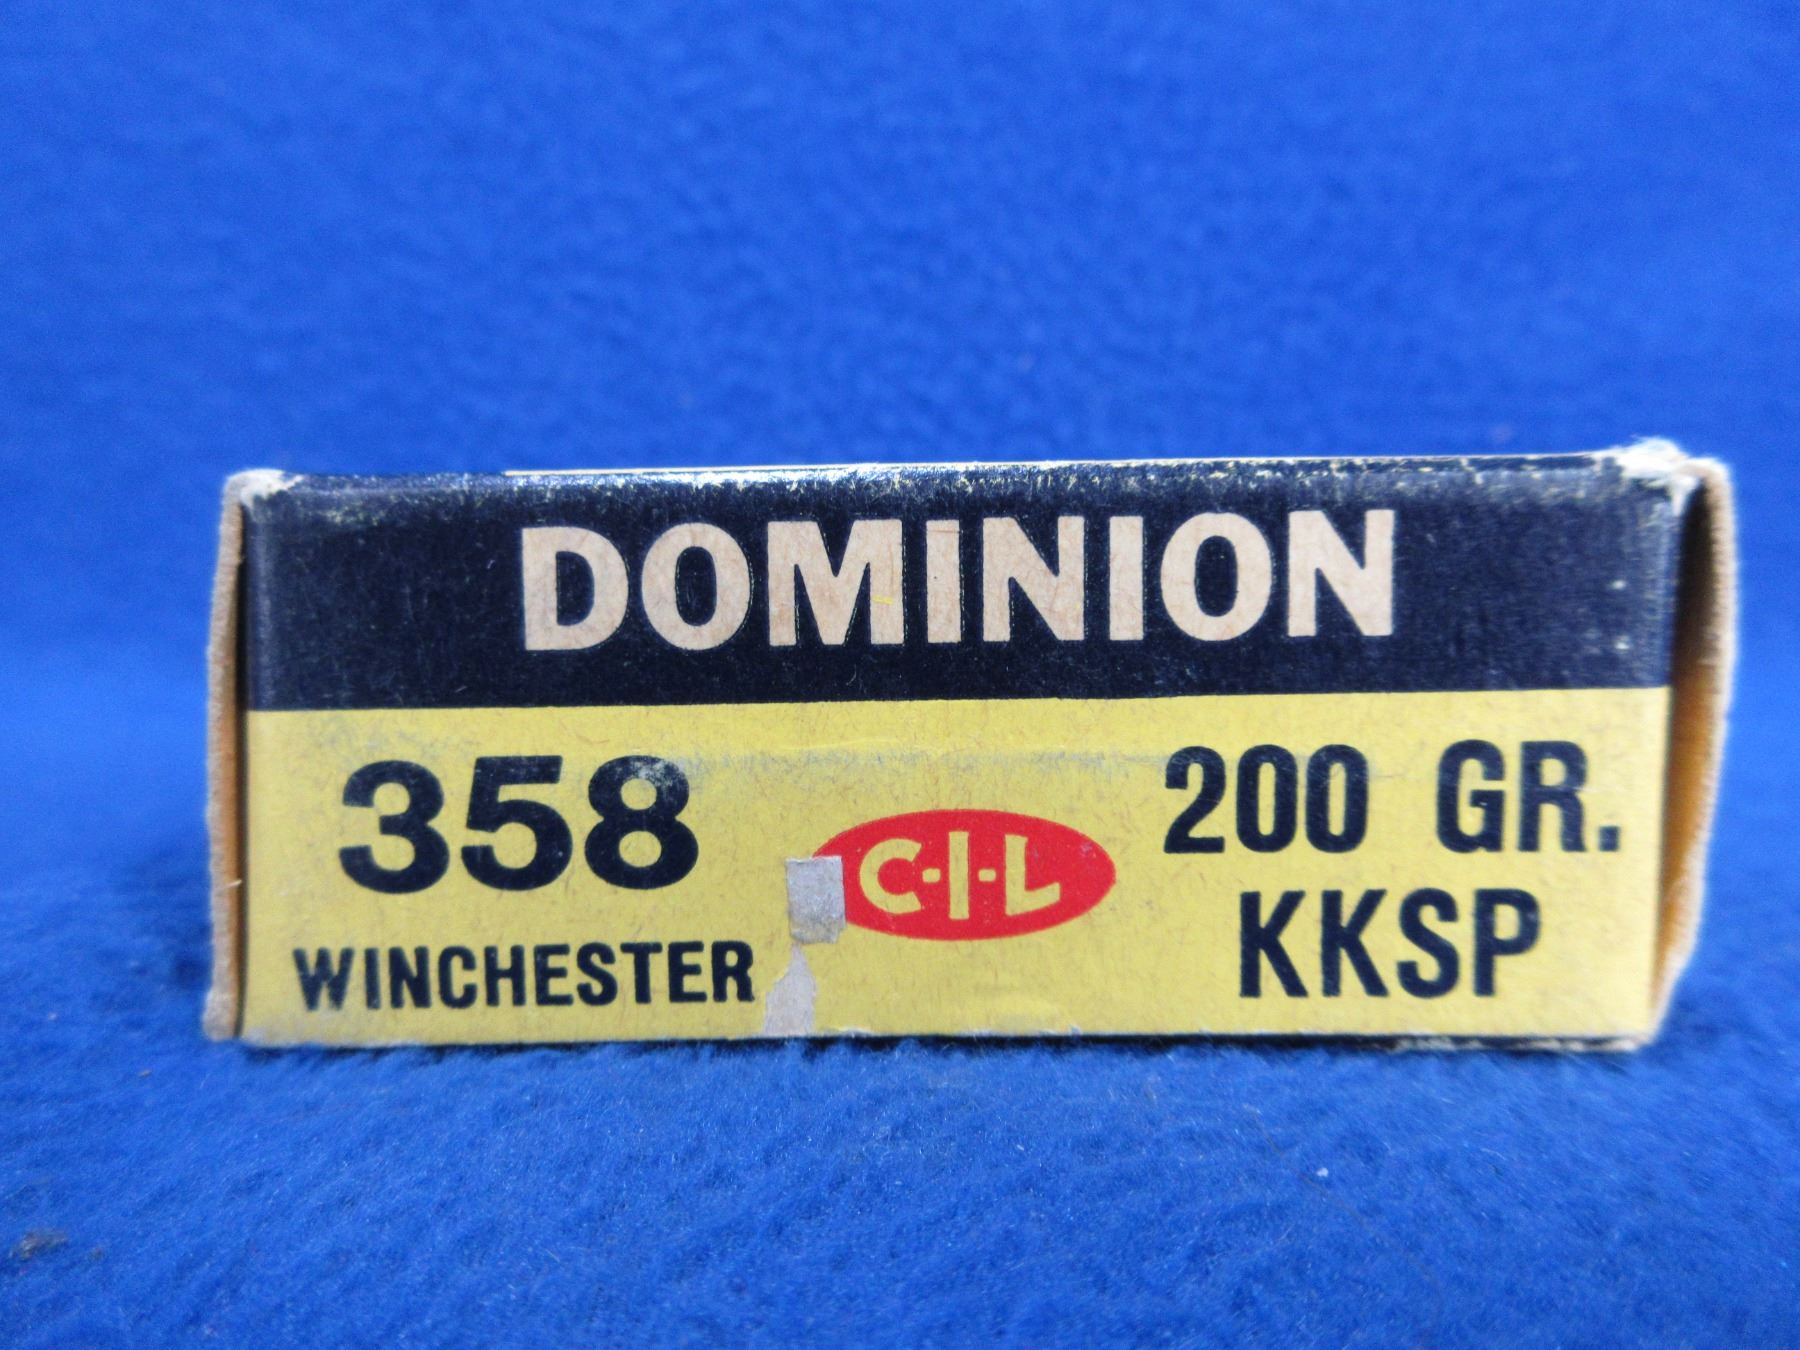 DOMINION
358
WINCHESTER
C-I-L
200 GR.
KKSP